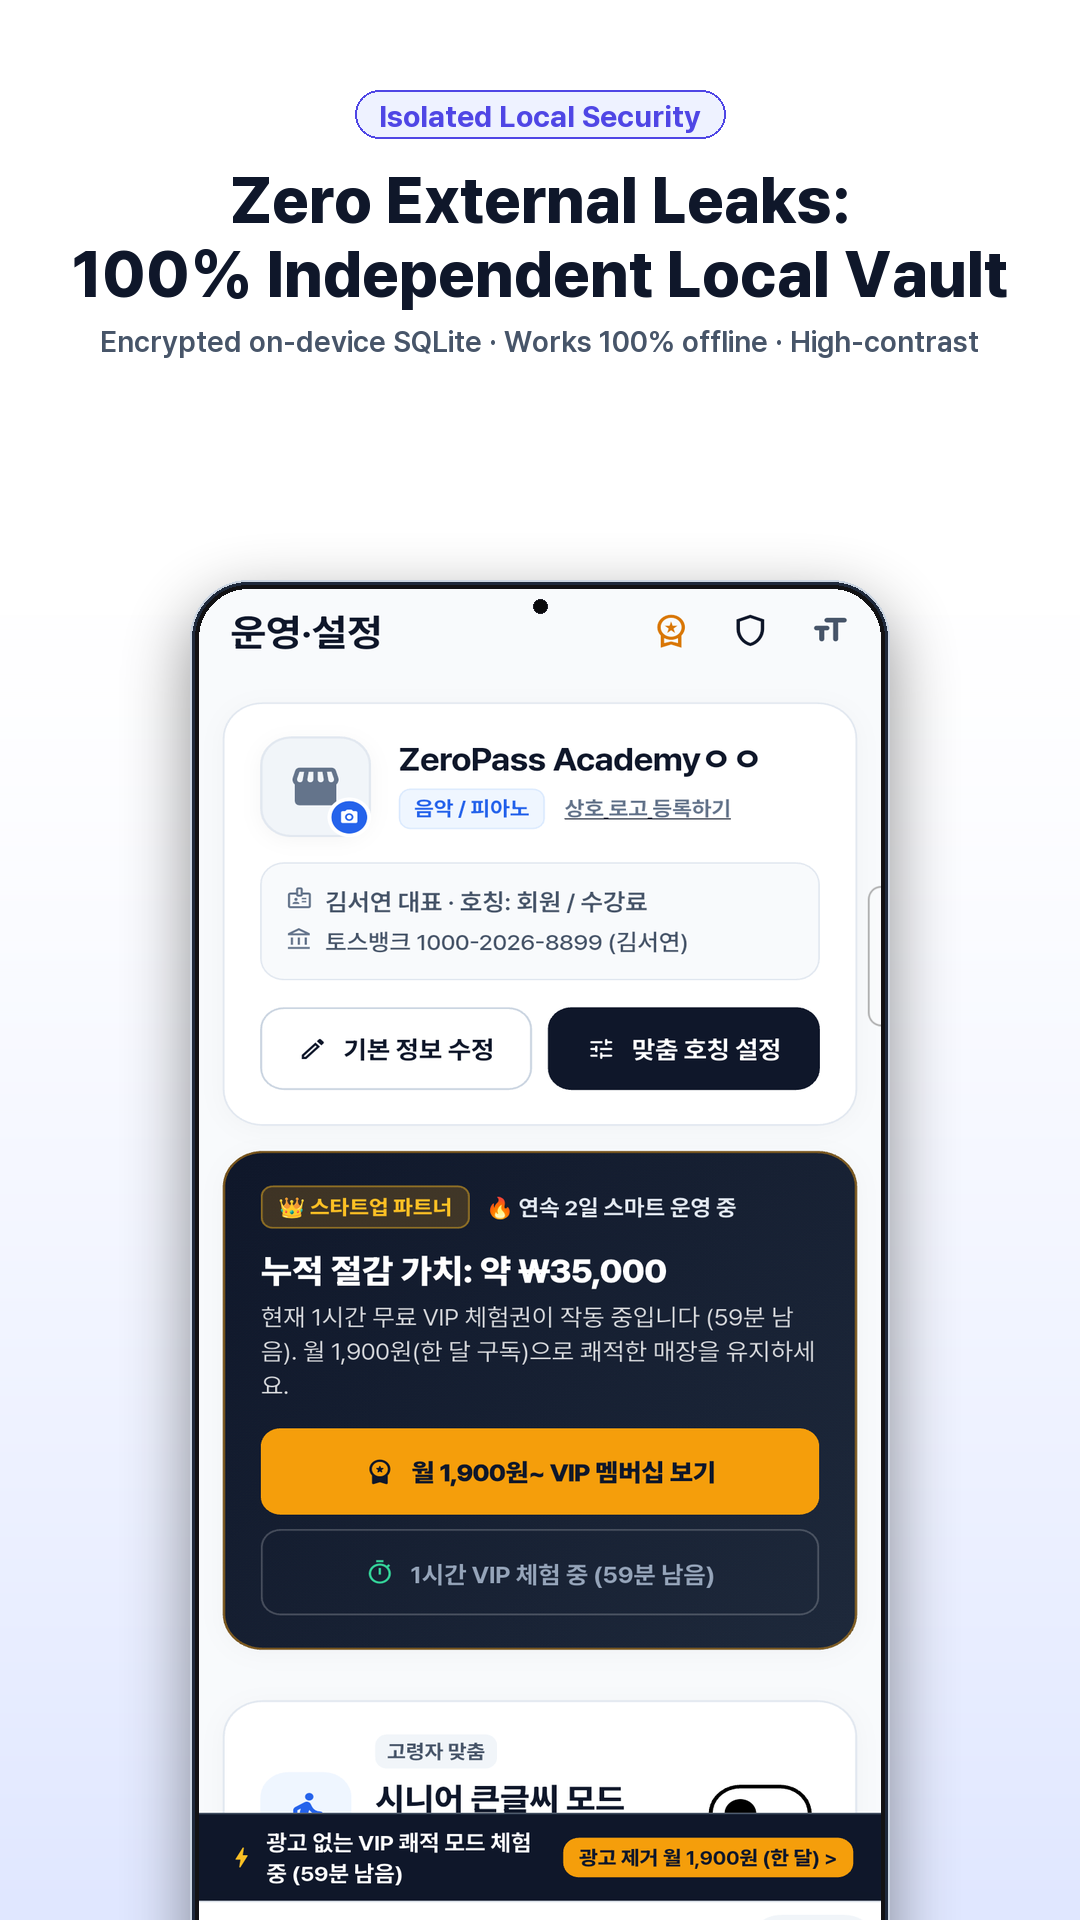 Isolated Local Security
Zero External Leaks:
100% Independent Local Vault
Encrypted on-device SQLite · Works 100% offline · High-contrast
운영·설정
ZeroPass Academyㅇㅇ
음악 / 피아노
상호 로고 등록하기
김서연 대표 · 호칭: 회원 / 수강료
토스뱅크 1000-2026-8899 (김서연)
기본 정보 수정
맞춤 호칭 설정
👑 스타트업 파트너
🔥 연속 2일 스마트 운영 중
누적 절감 가치: 약 ₩35,000
현재 1시간 무료 VIP 체험권이 작동 중입니다 (59분 남
음). 월 1,900원(한 달 구독)으로 쾌적한 매장을 유지하세
요.
월 1,900원~ VIP 멤버십 보기
1시간 VIP 체험 중 (59분 남음)
고령자 맞춤
시니어 큰글씨 모드
광고 없는 VIP 쾌적 모드 체험
중 (59분 남음)
광고 제거 월 1,900원 (한 달) >